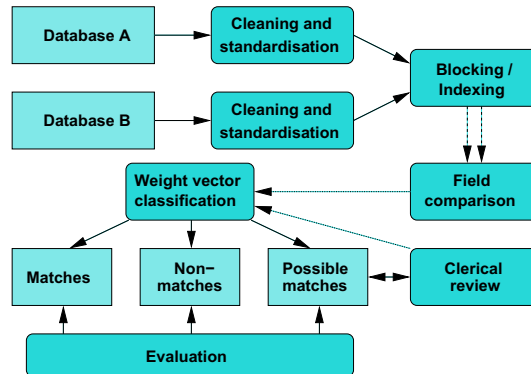 Database A
Cleaning and
standardisation
Blocking /
Indexing
Database B
Cleaning and
standardisation
Weight vector
classification
Field
comparison
Matches
Non−
matches
Possible
matches
Clerical
review
Evaluation